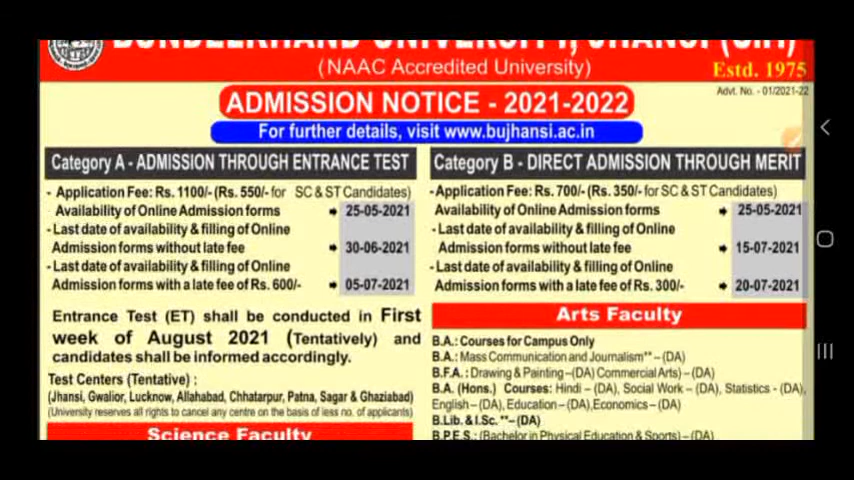 BUNDELKHAND UNIVERSITY, JHANSI
(NAAC Accredited University)
Estd. 1975
Advt. No. - 01/2021-22
ADMISSION NOTICE - 2021-2022
For further details, visit www.bujhansi.ac.in
Category A - ADMISSION THROUGH ENTRANCE TEST
- Application Fee: Rs. 1100/- (Rs. 550/- for SC & ST Candidates)
Availability of Online Admission forms ➡ 25-05-2021
- Last date of availability & filling of Online
Admission forms without late fee ➡ 30-06-2021
- Last date of availability & filling of Online
Admission forms with a late fee of Rs. 600/- ➡ 05-07-2021
Entrance Test (ET) shall be conducted in First
week of August 2021 (Tentatively) and
candidates shall be informed accordingly.
Test Centers (Tentative) :
(Jhansi, Gwalior, Lucknow, Allahabad, Chhatarpur, Patna, Sagar & Ghaziabad)
(University reserves all rights to cancel any centre on the basis of less no. of applicants)
Science Faculty
Category B - DIRECT ADMISSION THROUGH MERIT
- Application Fee: Rs. 700/- (Rs. 350/- for SC & ST Candidates)
Availability of Online Admission forms ➡ 25-05-2021
- Last date of availability & filling of Online
Admission forms without late fee ➡ 15-07-2021
- Last date of availability & filling of Online
Admission forms with a late fee of Rs. 300/- ➡ 20-07-2021
Arts Faculty
B.A.: Courses for Campus Only
B.A.: Mass Communication and Journalism** – (DA)
B.F.A.: Drawing & Painting – (DA) Commercial Arts) – (DA)
B.A. (Hons.) Courses: Hindi – (DA), Social Work – (DA), Statistics - (DA),
English – (DA), Education – (DA), Economics – (DA)
B.Lib. & I.Sc. ** – (DA)
B.P.E.S.: (Bachelor in Physical Education & Sports) – (DA)